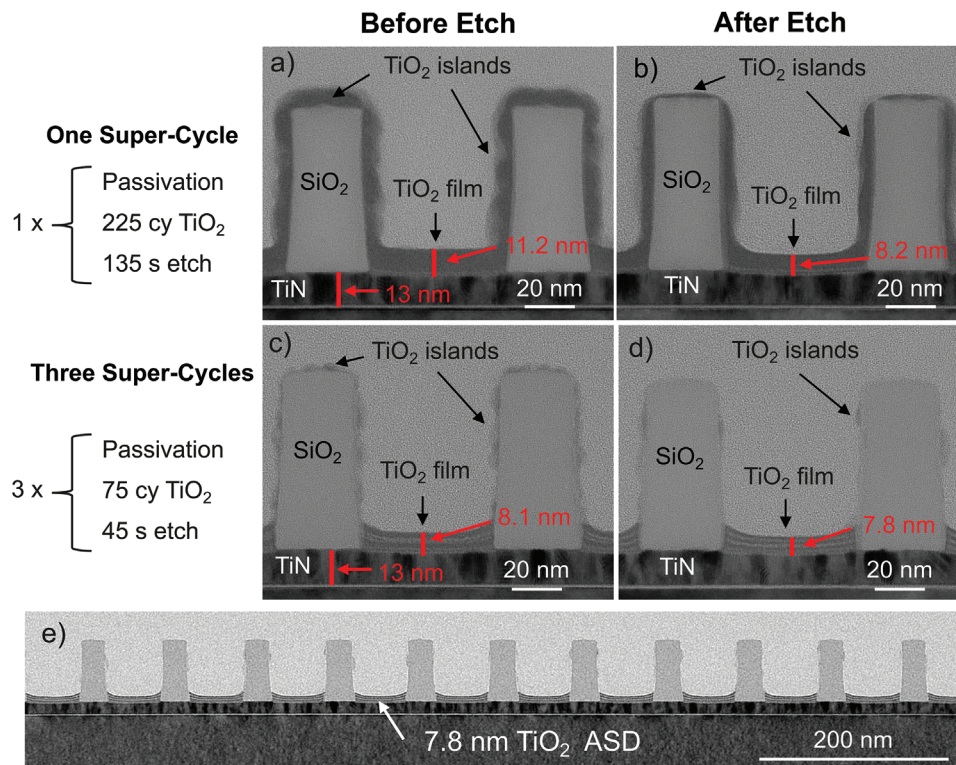 Before Etch
After Etch
a)
TiO₂ islands
b)
TiO₂ islands
One Super-Cycle
1 x
Passivation
225 cy TiO₂
135 s etch
SiO₂
TiO₂ film
11.2 nm
TiN
13 nm
20 nm
SiO₂
TiO₂ film
8.2 nm
TiN
20 nm
c)
TiO₂ islands
d)
TiO₂ islands
Three Super-Cycles
3 x
Passivation
75 cy TiO₂
45 s etch
SiO₂
TiO₂ film
8.1 nm
TiN
13 nm
20 nm
SiO₂
TiO₂ film
7.8 nm
TiN
20 nm
e)
7.8 nm TiO₂ ASD
200 nm